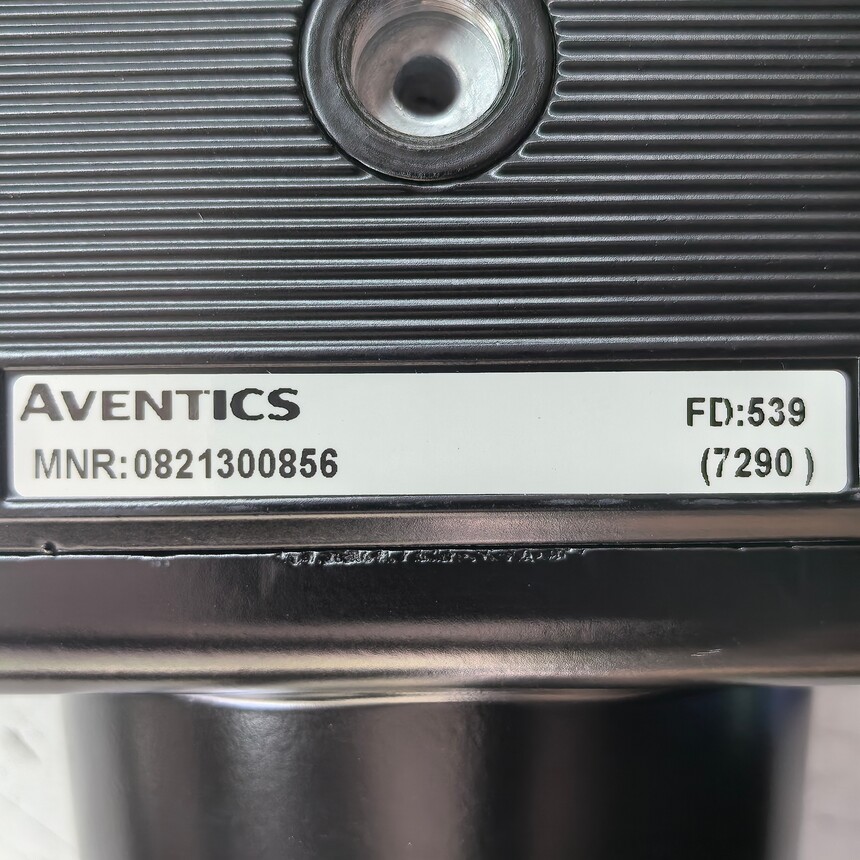 AVENTICS
FD:539
MNR:0821300856
(7290 )